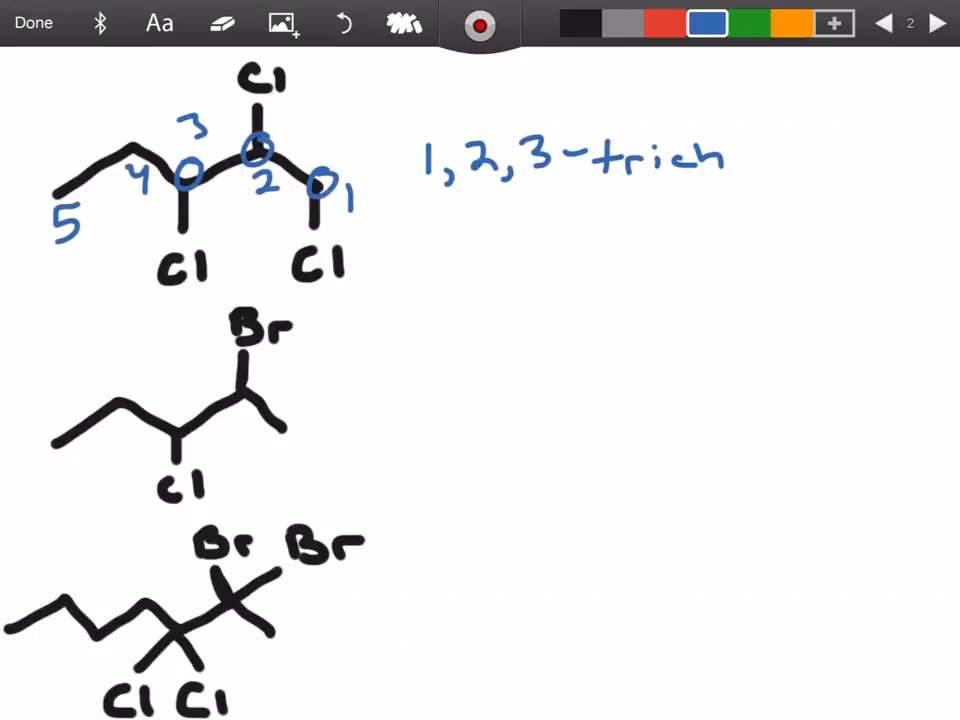 Done Aa 2
Cl
3
1,2,3-trich
4 2 1
5
Cl Cl
Br
Cl
Br Br
Cl Cl